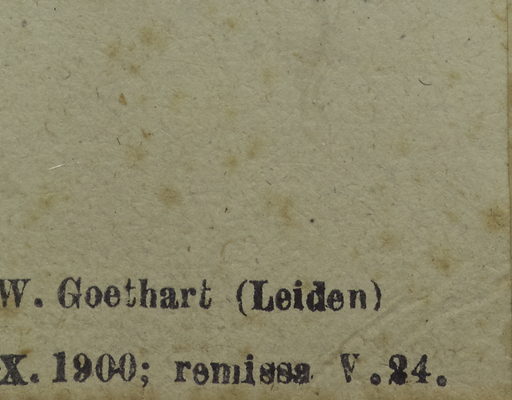 W. Goethart (Leiden)
X. 1900; remissa V.24.